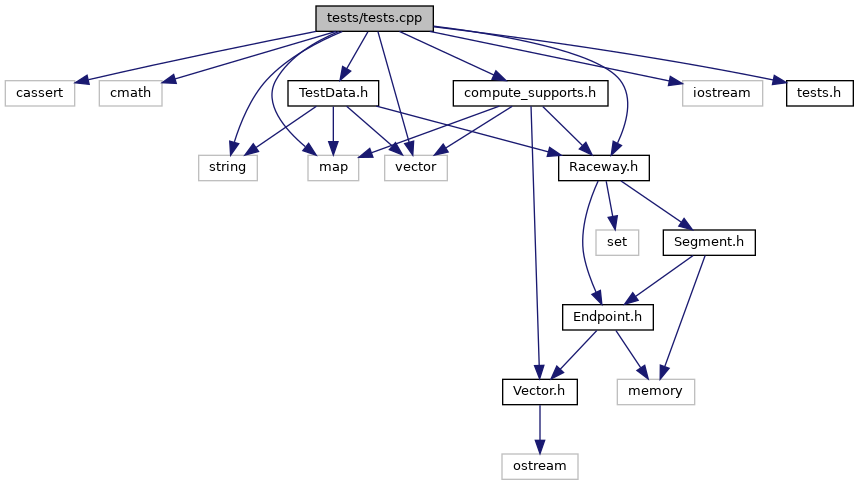 tests/tests.cpp
cassert
cmath
TestData.h
compute_supports.h
iostream
tests.h
string
map
vector
Raceway.h
set
Segment.h
Endpoint.h
Vector.h
memory
ostream